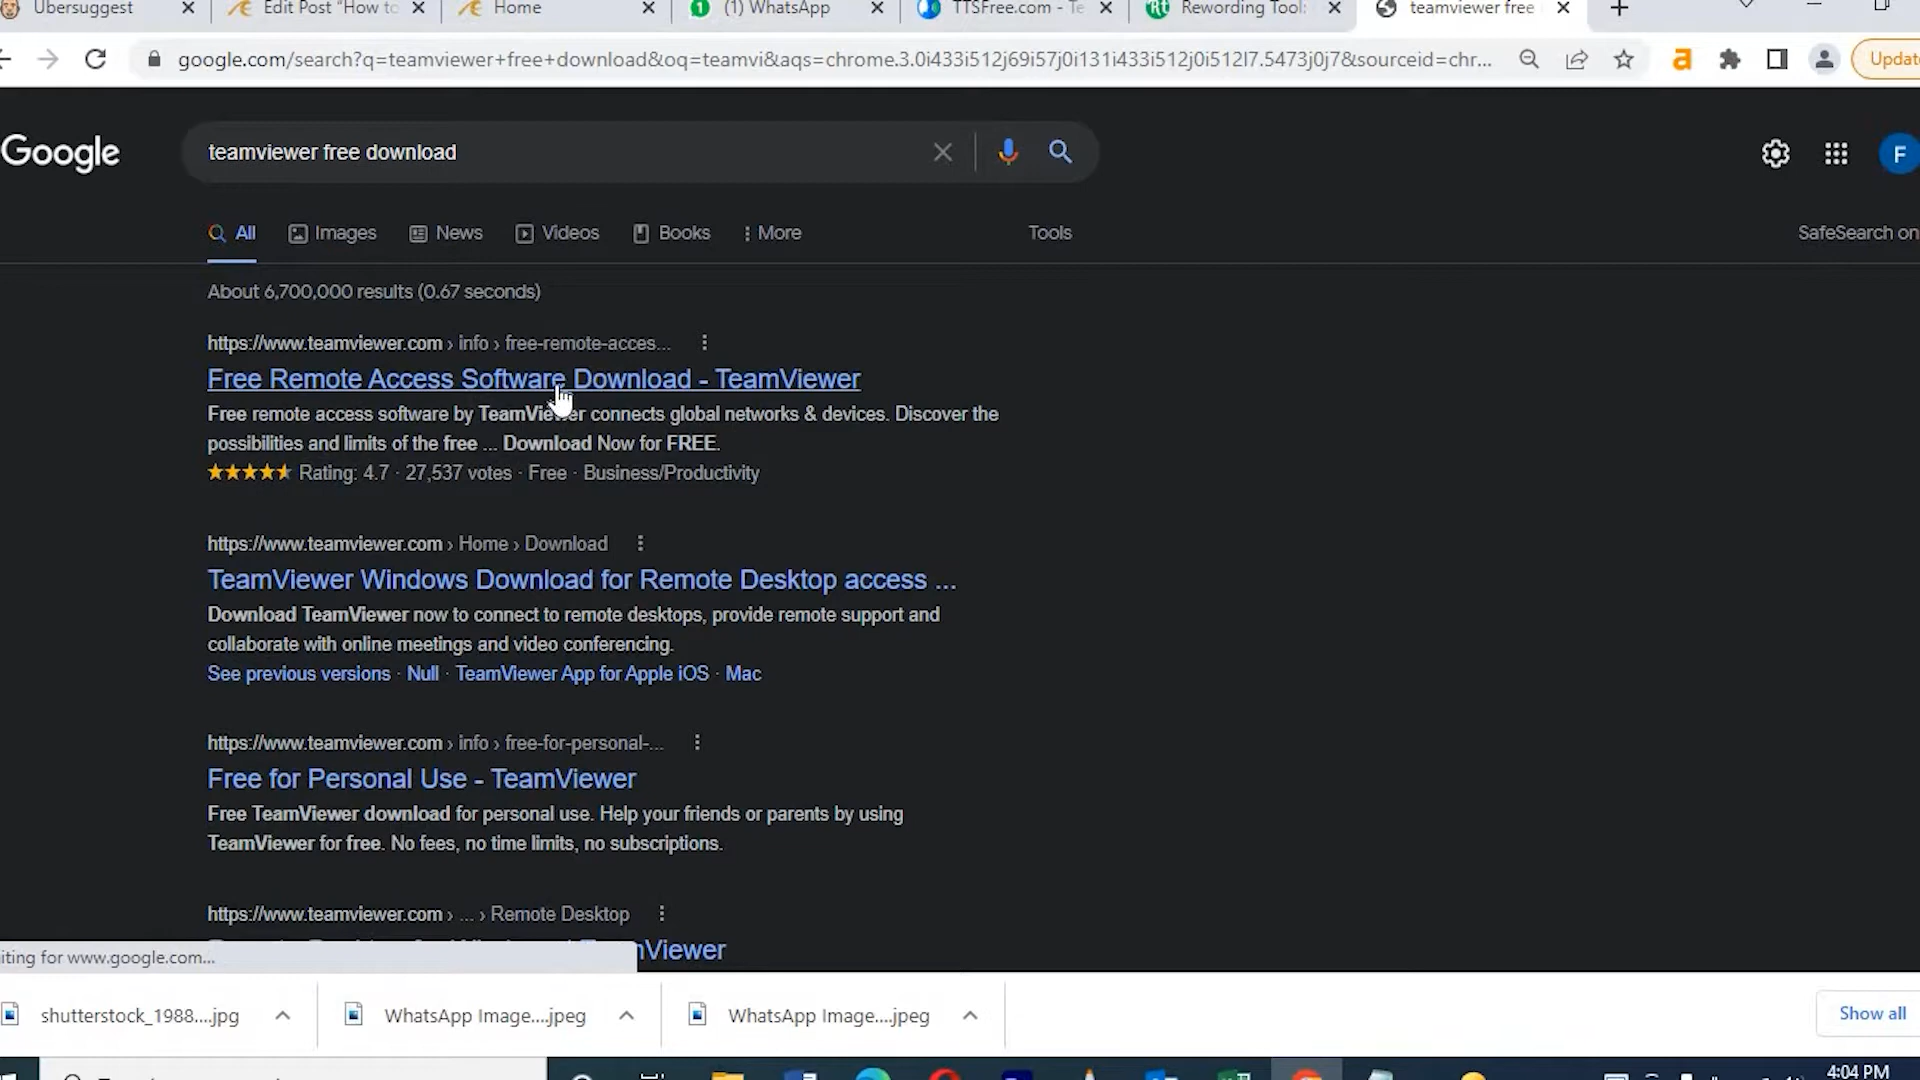 Ubersuggest
Edit Post "How to
Home
(1) WhatsApp
TTSFree.com - Te
Rewording Tool:
teamviewer free
google.com/search?q=teamviewer+free+download&oq=teamvi&aqs=chrome.3.0i433i512j69i57j0i131i433i512j0i512l7.5473j0j7&sourceid=chr...
Update
Google
teamviewer free download
F
All
Images
News
Videos
Books
More
Tools
SafeSearch on
About 6,700,000 results (0.67 seconds)
https://www.teamviewer.com › info › free-remote-acces...
Free Remote Access Software Download - TeamViewer
Free remote access software by TeamViewer connects global networks & devices. Discover the
possibilities and limits of the free ... Download Now for FREE.
Rating: 4.7 · 27,537 votes · Free · Business/Productivity
https://www.teamviewer.com › Home › Download
TeamViewer Windows Download for Remote Desktop access ...
Download TeamViewer now to connect to remote desktops, provide remote support and
collaborate with online meetings and video conferencing.
See previous versions · Null · TeamViewer App for Apple iOS · Mac
https://www.teamviewer.com › info › free-for-personal-...
Free for Personal Use - TeamViewer
Free TeamViewer download for personal use. Help your friends or parents by using
TeamViewer for free. No fees, no time limits, no subscriptions.
https://www.teamviewer.com › ... › Remote Desktop
nViewer
iting for www.google.com...
shutterstock_1988....jpg
WhatsApp Image....jpeg
WhatsApp Image....jpeg
Show all
4:04 PM